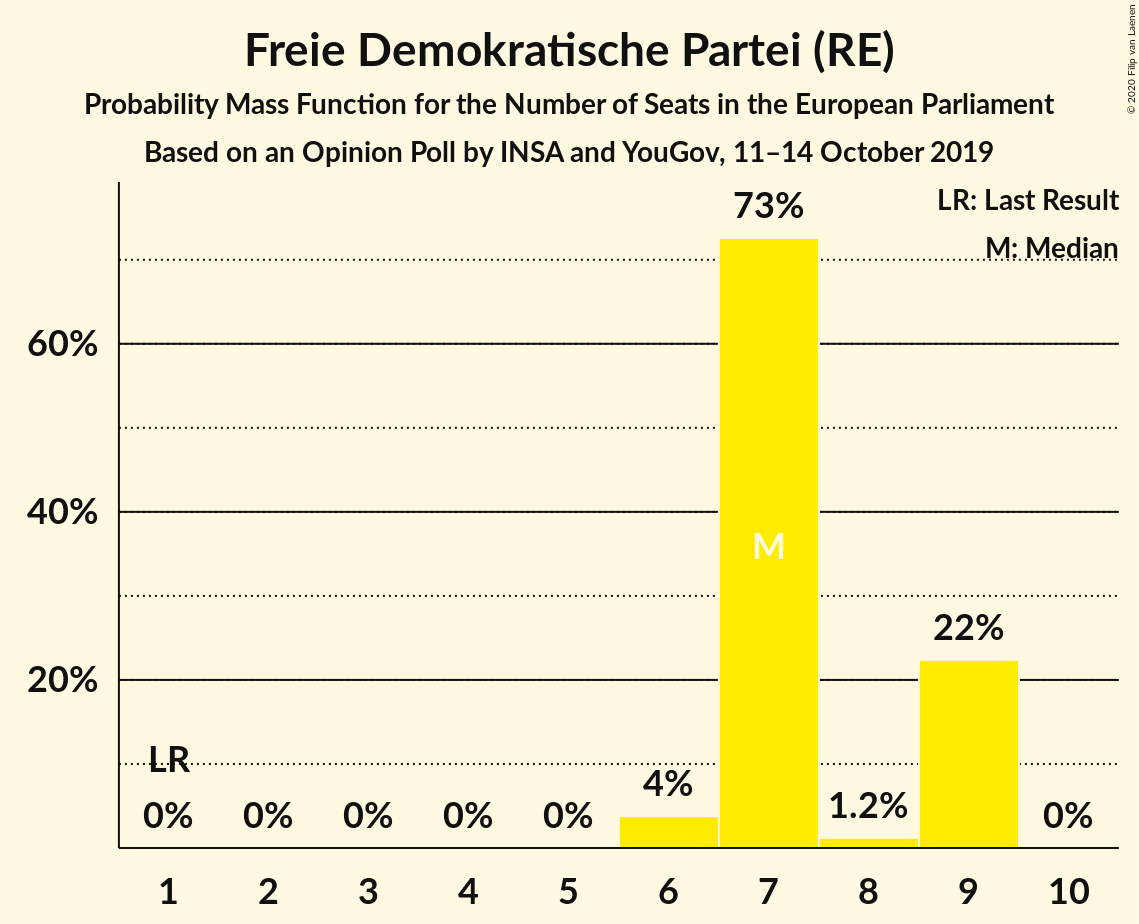 Freie Demokratische Partei (RE)
Probability Mass Function for the Number of Seats in the European Parliament
Based on an Opinion Poll by INSA and YouGov, 11–14 October 2019
© 2020 Filip van Laenen
LR: Last Result
M: Median
73%
60%
40%
M
22%
20%
LR
4%
1.2%
0% 0% 0% 0% 0% 0%
1 2 3 4 5 6 7 8 9 10